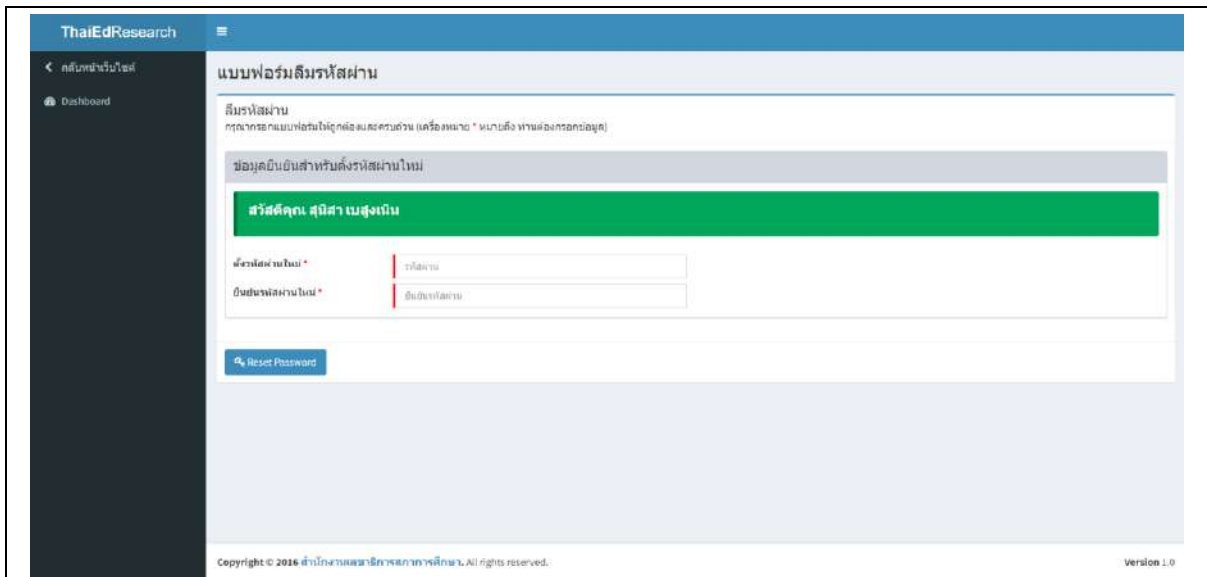 ThaiEdResearch
กลับหน้าเว็บไซต์
Dashboard
แบบฟอร์มลืมรหัสผ่าน
ลืมรหัสผ่าน
กรุณากรอกแบบฟอร์มให้ถูกต้องและครบถ้วน (เครื่องหมาย * หมายถึง ท่านต้องกรอกข้อมูล)
ข้อมูลยืนยันสำหรับตั้งรหัสผ่านใหม่
สวัสดีคุณ สุนิสา เบสูงเนิน
ตั้งรหัสผ่านใหม่ * รหัสผ่าน
ยืนยันรหัสผ่านใหม่ * ยืนยันรหัสผ่าน
Reset Password
Copyright © 2016 สำนักงานเลขาธิการสภาการศึกษา. All rights reserved. Version 1.0